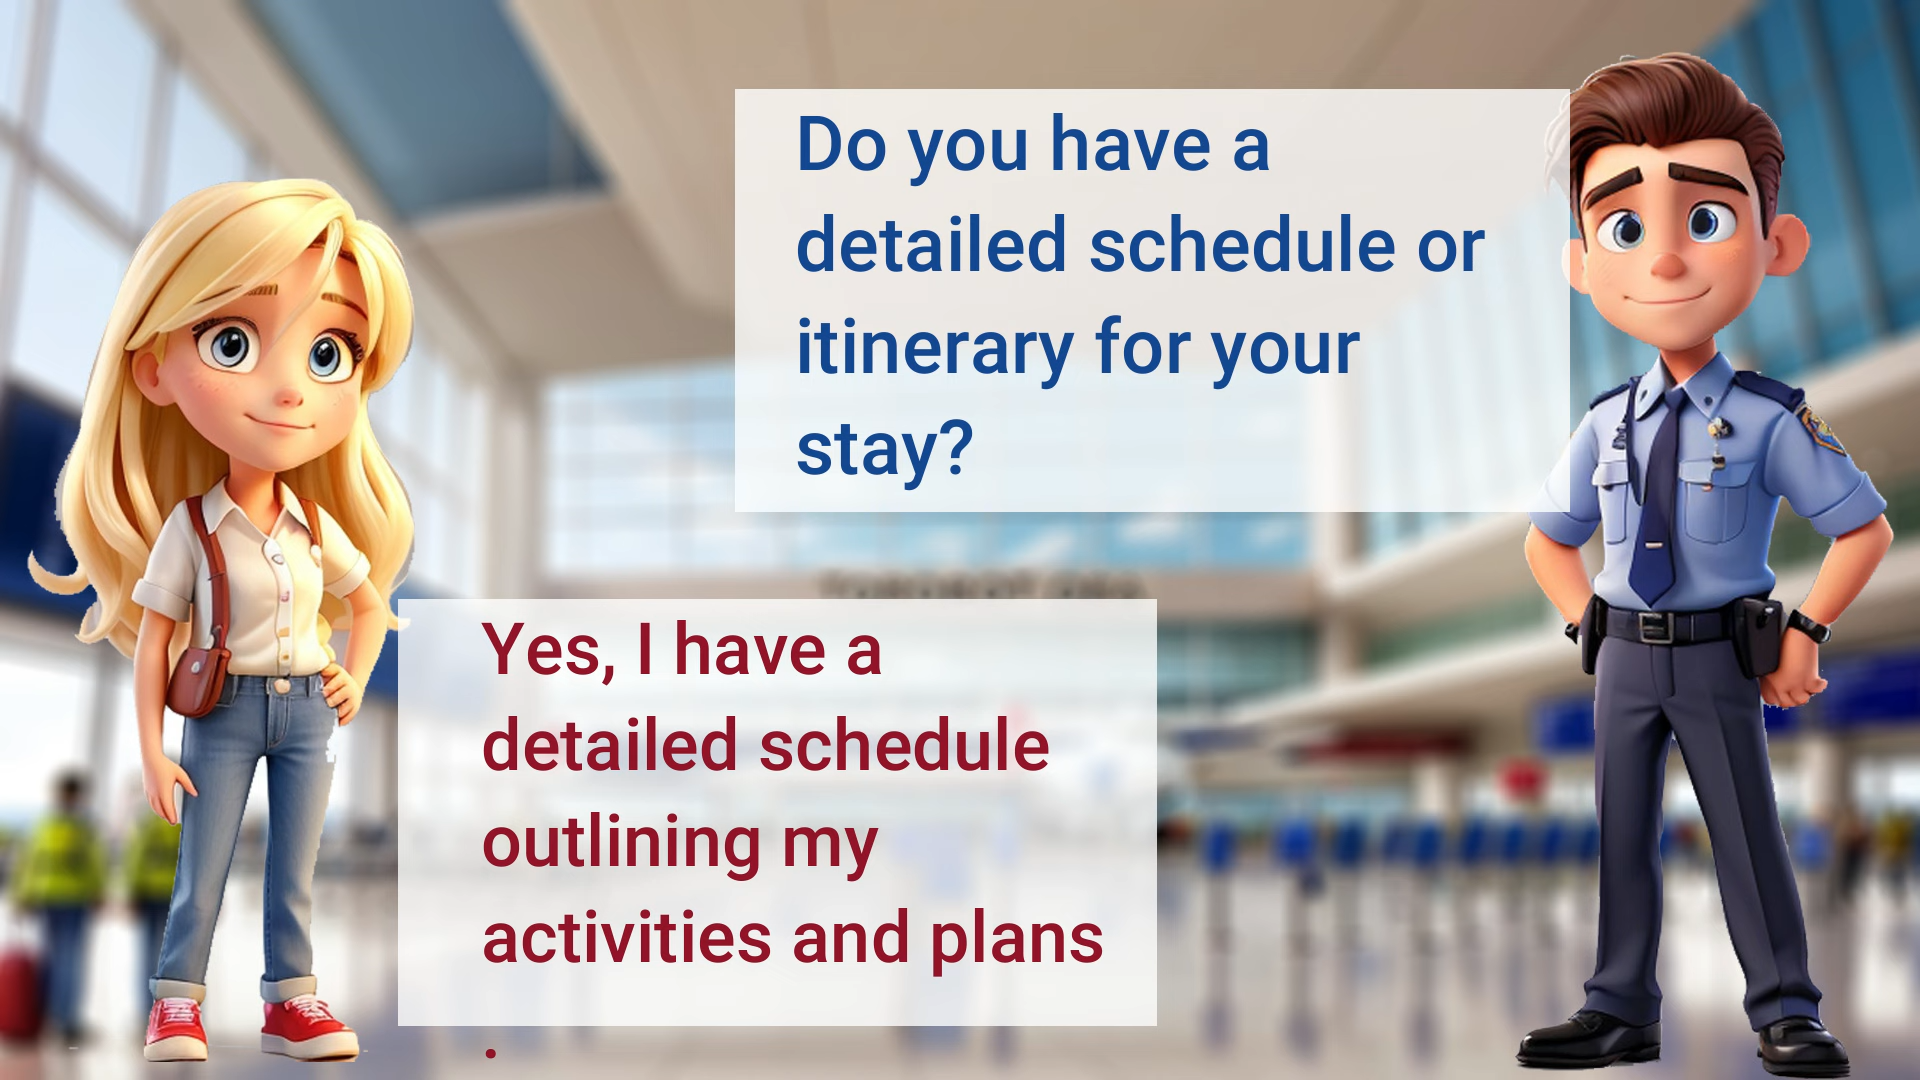 Do you have a
detailed schedule or
itinerary for your
stay?
Yes, I have a
detailed schedule
outlining my
activities and plans
.